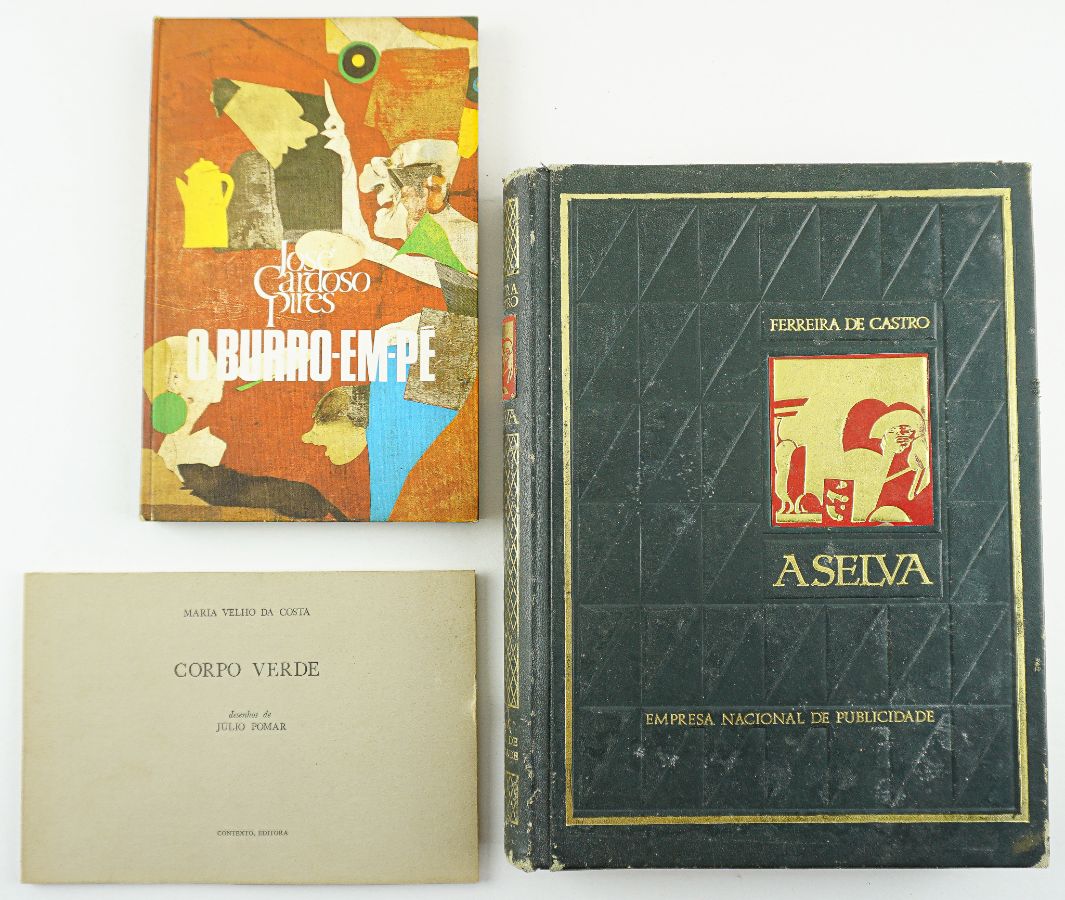 José
Cardoso
Pires
O BURRO-EM-PÉ
MARIA VELHO DA COSTA
CORPO VERDE
desenhos de
JÚLIO POMAR
CONTEXTO, EDITORA
FERREIRA DE CASTRO
A SELVA
EMPRESA NACIONAL DE PUBLICIDADE